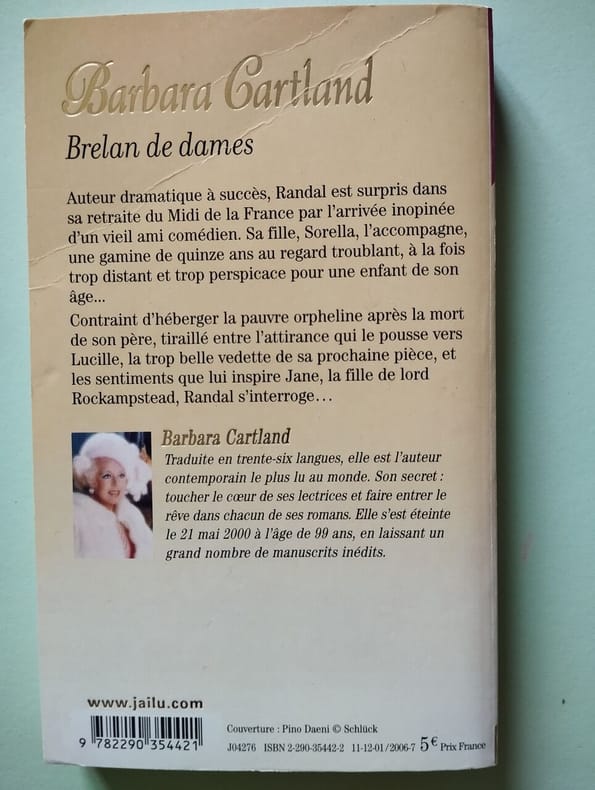 Barbara Cartland
Brelan de dames
Auteur dramatique à succès, Randal est surpris dans
sa retraite du Midi de la France par l'arrivée inopinée
d'un vieil ami comédien. Sa fille, Sorella, l'accompagne,
une gamine de quinze ans au regard troublant, à la fois
trop distant et trop perspicace pour une enfant de son
âge...
Contraint d'héberger la pauvre orpheline après la mort
de son père, tiraillé entre l'attirance qui le pousse vers
Lucille, la trop belle vedette de sa prochaine pièce, et
les sentiments que lui inspire Jane, la fille de lord
Rockampstead, Randal s'interroge...
Barbara Cartland
Traduite en trente-six langues, elle est l'auteur
contemporain le plus lu au monde. Son secret :
toucher le cœur de ses lectrices et faire entrer le
rêve dans chacun de ses romans. Elle s'est éteinte
le 21 mai 2000 à l'âge de 99 ans, en laissant un
grand nombre de manuscrits inédits.
www.jailu.com
9 782290 354421
Couverture : Pino Daeni © Schlück
J04276 ISBN 2-290-35442-2 11-12-01/2006-7 5€ Prix France